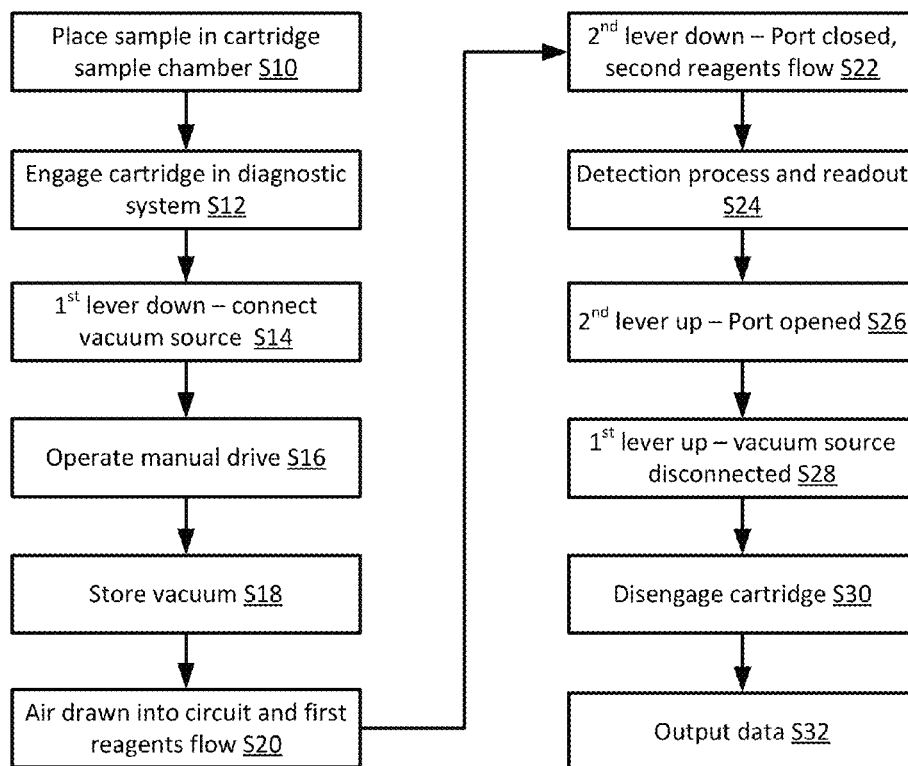 Place sample in cartridge
sample chamber S10
Engage cartridge in diagnostic
system S12
1st lever down – connect
vacuum source S14
Operate manual drive S16
Store vacuum S18
Air drawn into circuit and first
reagents flow S20
2nd lever down – Port closed,
second reagents flow S22
Detection process and readout
S24
2nd lever up – Port opened S26
1st lever up – vacuum source
disconnected S28
Disengage cartridge S30
Output data S32